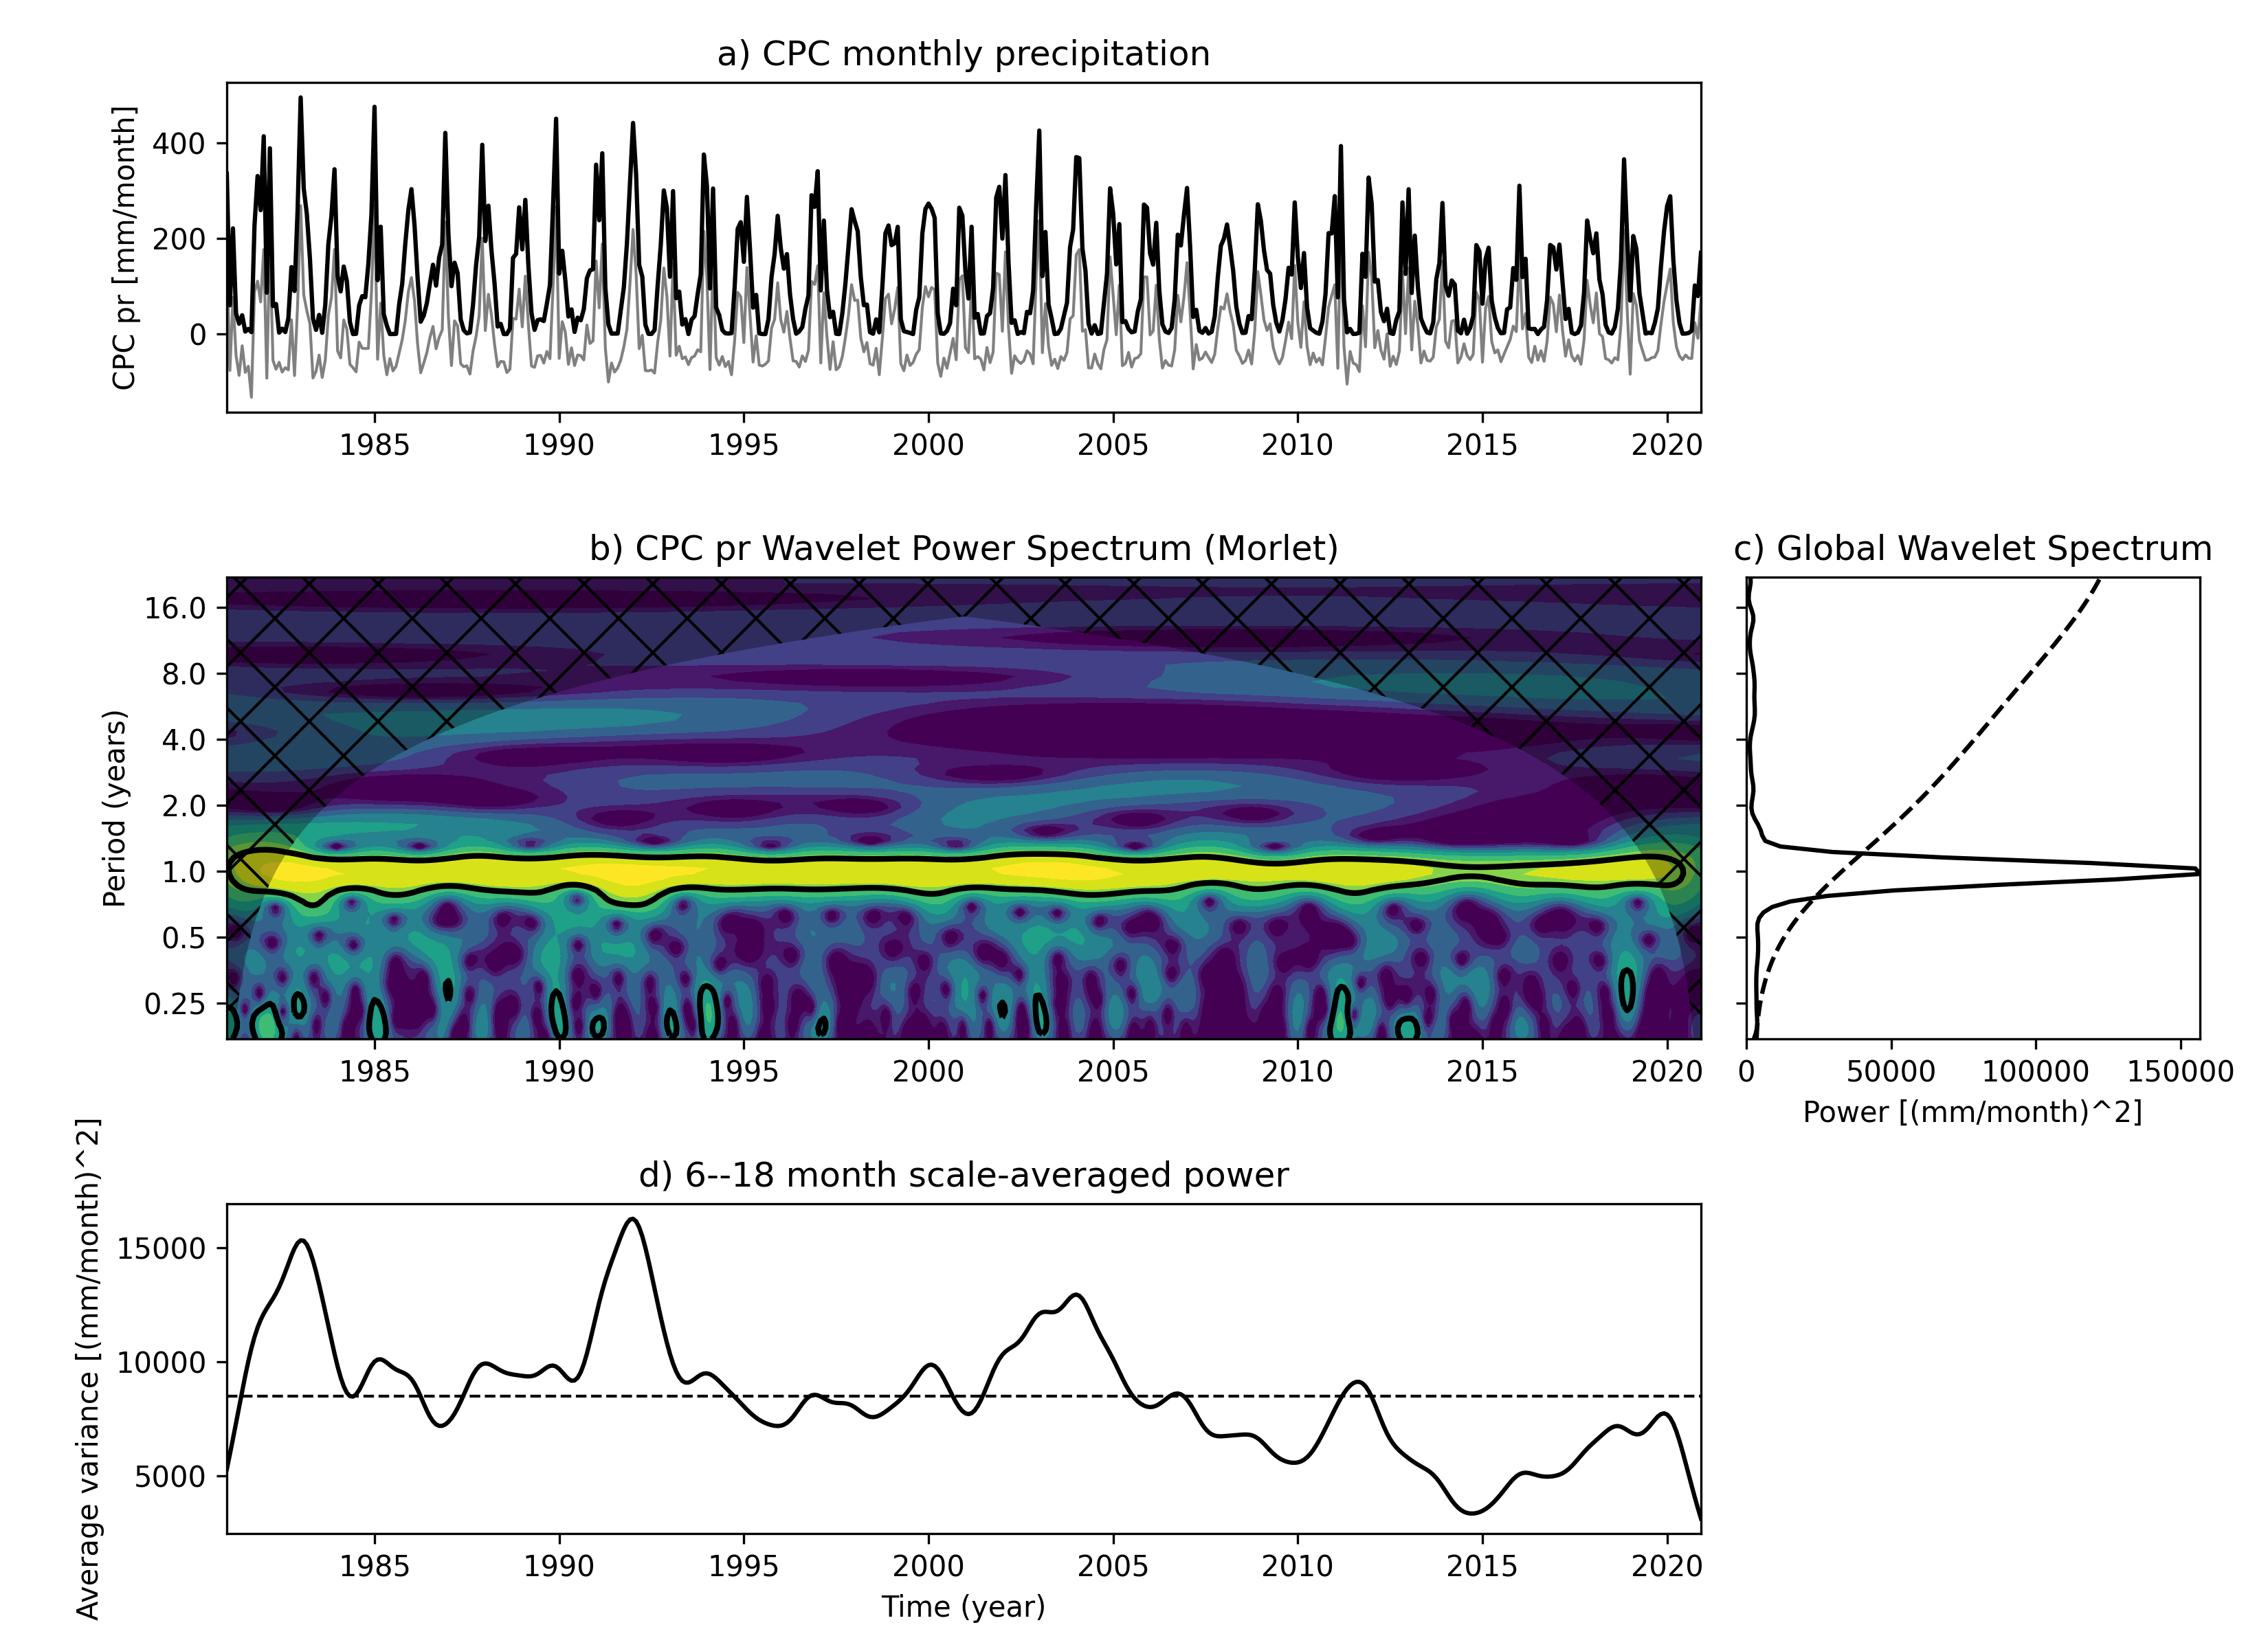 a) CPC monthly precipitation
CPC pr [mm/month]
400
200
0
1985 1990 1995 2000 2005 2010 2015 2020
b) CPC pr Wavelet Power Spectrum (Morlet)
c) Global Wavelet Spectrum
Period (years)
16.0
8.0
4.0
2.0
1.0
0.5
0.25
1985 1990 1995 2000 2005 2010 2015 2020
0 50000 100000 150000
Power [(mm/month)^2]
d) 6--18 month scale-averaged power
Average variance [(mm/month)^2]
15000
10000
5000
1985 1990 1995 2000 2005 2010 2015 2020
Time (year)